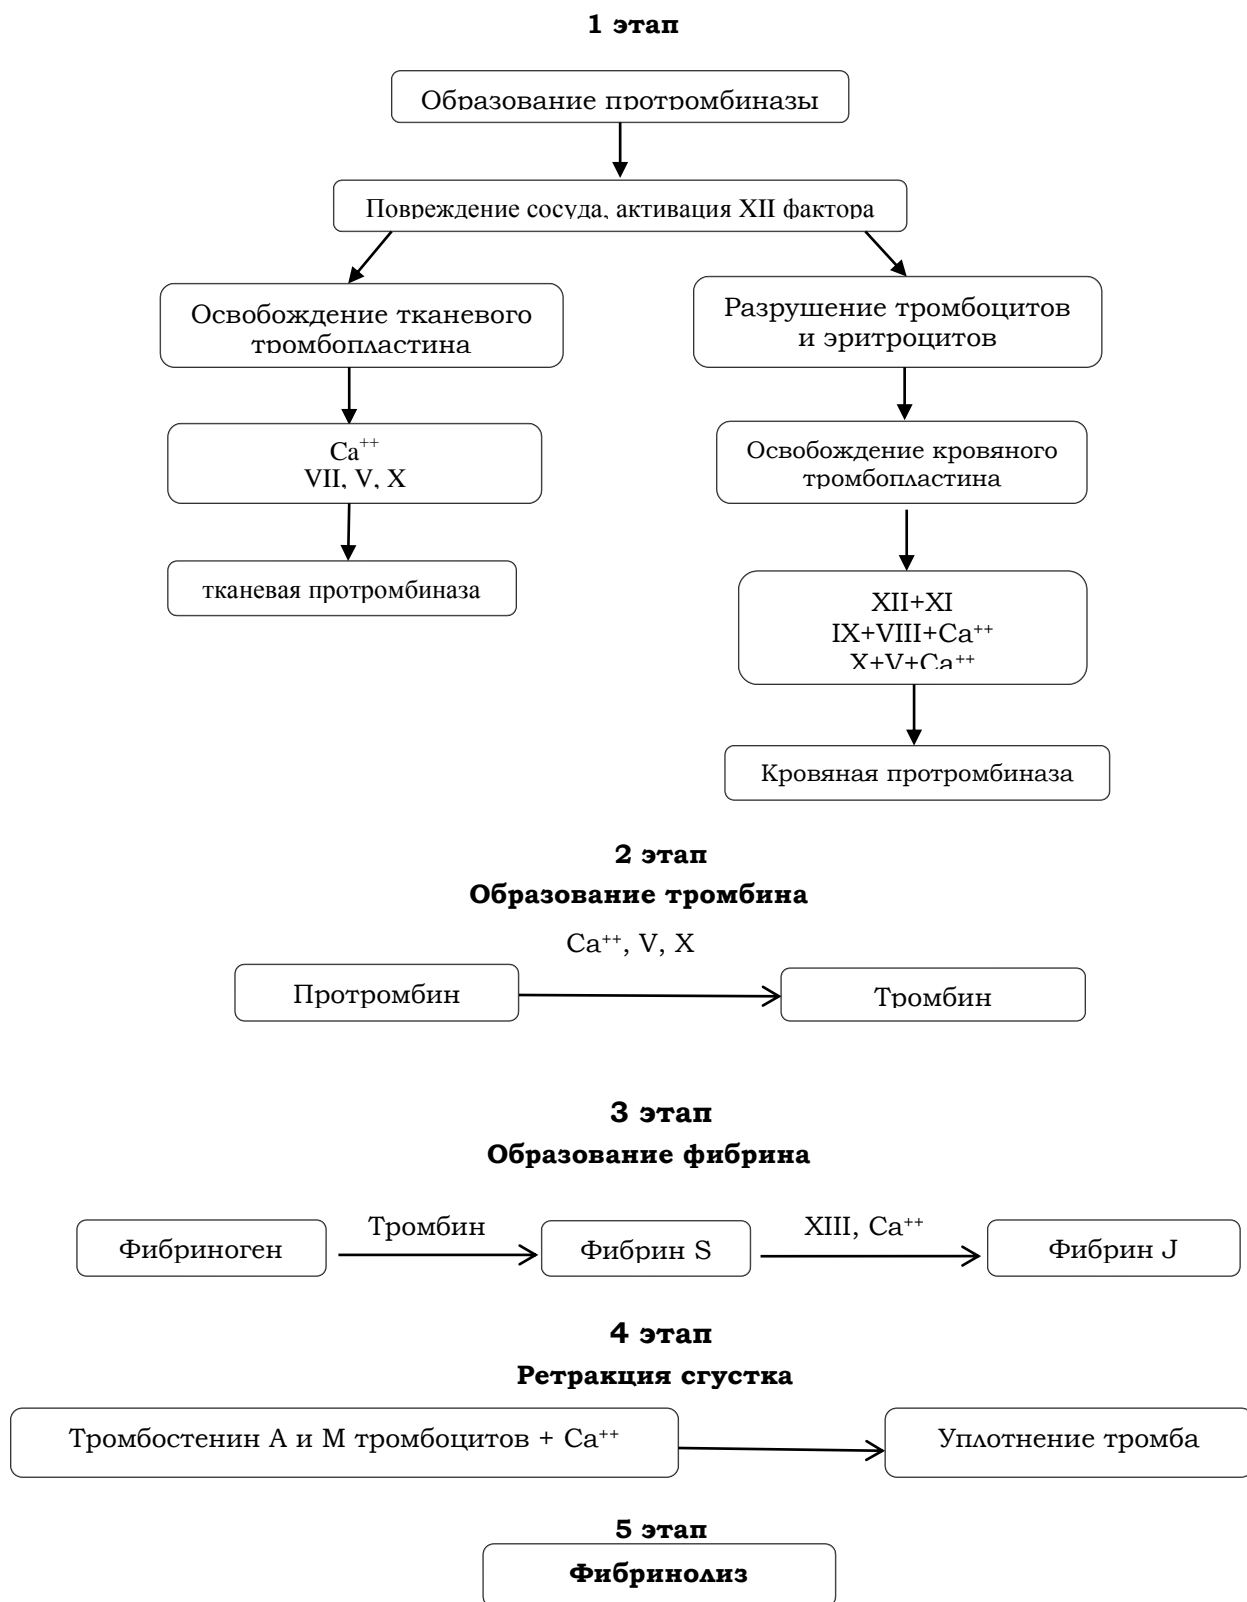 1 этап
Образование протромбиназы
Повреждение сосуда, активация XII фактора
Освобождение тканевого
тромбопластина
Ca⁺⁺
VII, V, X
тканевая протромбиназа
Разрушение тромбоцитов
и эритроцитов
Освобождение кровяного
тромбопластина
XII+XI
IX+VIII+Ca⁺⁺
X+V+Ca⁺⁺
Кровяная протромбиназа
2 этап
Образование тромбина
Ca⁺⁺, V, X
Протромбин
Тромбин
3 этап
Образование фибрина
Фибриноген
Тромбин
Фибрин S
XIII, Ca⁺⁺
Фибрин J
4 этап
Ретракция сгустка
Тромбостенин А и М тромбоцитов + Ca⁺⁺
Уплотнение тромба
5 этап
Фибринолиз